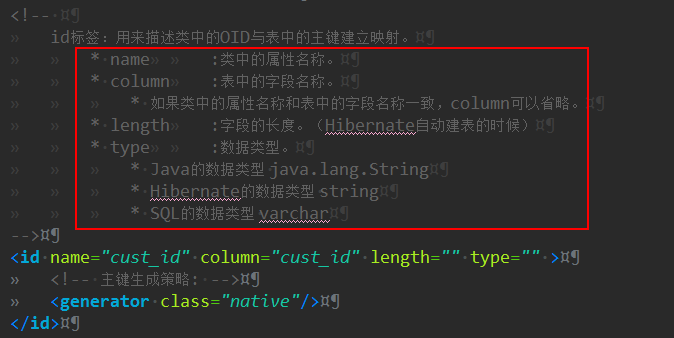 <!--
id标签：用来描述类中的OID与表中的主键建立映射。
* name :类中的属性名称。
* column :表中的字段名称。
* 如果类中的属性名称和表中的字段名称一致，column可以省略。
* length :字段的长度。（Hibernate自动建表的时候）
* type :数据类型。
* Java的数据类型 java.lang.String
* Hibernate的数据类型 string
* SQL的数据类型 varchar
-->
<id name="cust_id" column="cust_id" length="" type="" >
<!-- 主键生成策略: -->
<generator class="native"/>
</id>